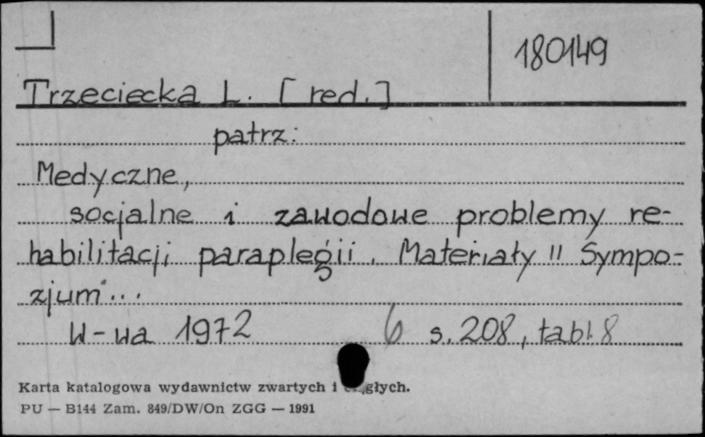 180149
Trzeciecka L. [red.]
patrz:
Medyczne,
socjalne i zawodowe problemy re-
habilitacji paraplegii. Materiały II Sympo-
zjum...
W-wa 1972 6 s. 208, tabl. 8
Karta katalogowa wydawnictw zwartych i głych.
PU — B144 Zam. 849/DW/On ZGG — 1991